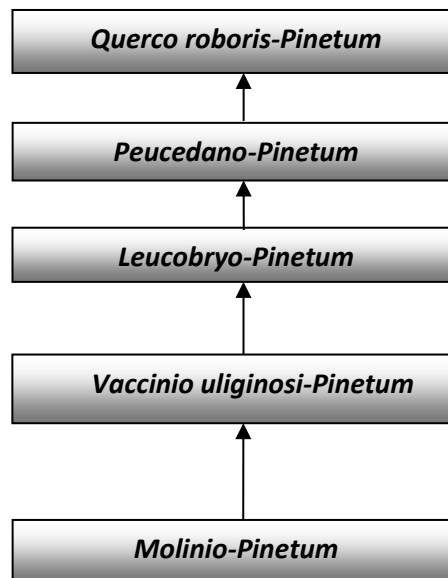 Querco roboris-Pinetum
Peucedano-Pinetum
Leucobryo-Pinetum
Vaccinio uliginosi-Pinetum
Molinio-Pinetum